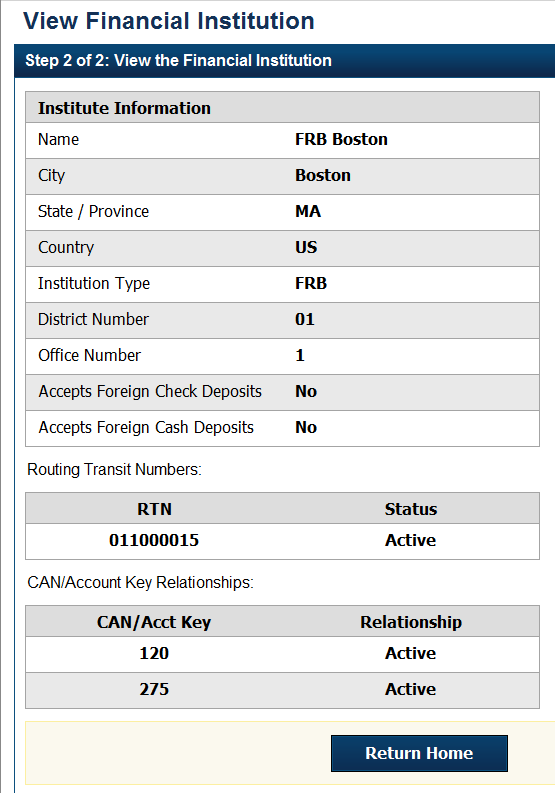 View Financial Institution
Step 2 of 2: View the Financial Institution
Institute Information
Name FRB Boston
City Boston
State / Province MA
Country US
Institution Type FRB
District Number 01
Office Number 1
Accepts Foreign Check Deposits No
Accepts Foreign Cash Deposits No
Routing Transit Numbers:
RTN Status
011000015 Active
CAN/Account Key Relationships:
CAN/Acct Key Relationship
120 Active
275 Active
Return Home